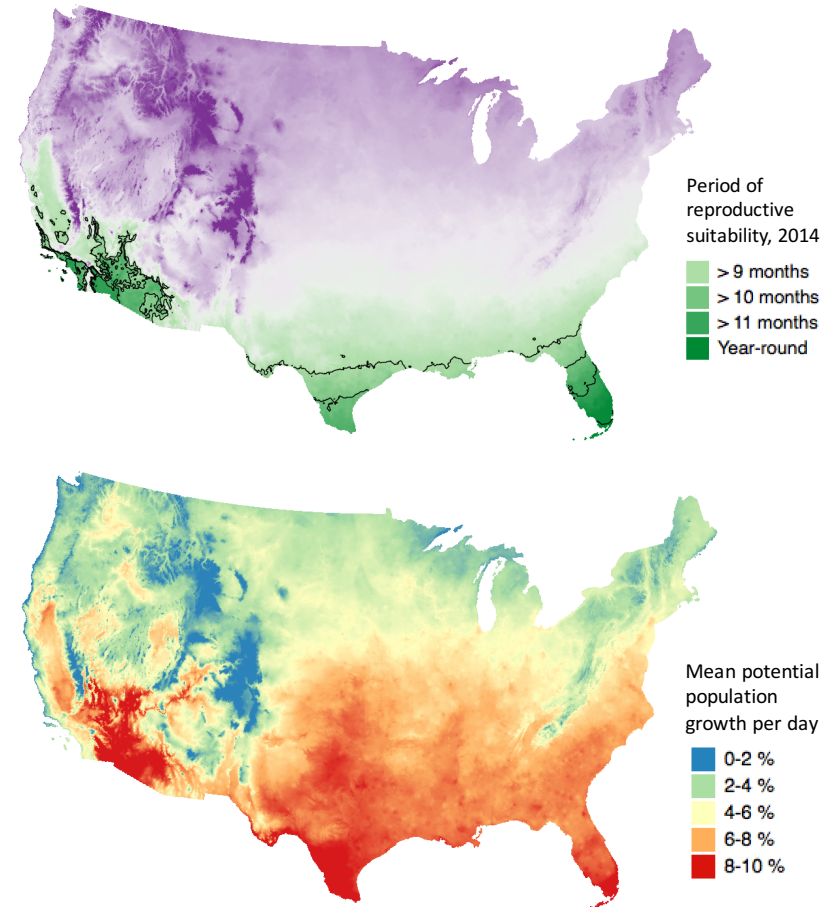 Period of
reproductive
suitability, 2014
> 9 months
> 10 months
> 11 months
Year-round
Mean potential
population
growth per day
0-2 %
2-4 %
4-6 %
6-8 %
8-10 %